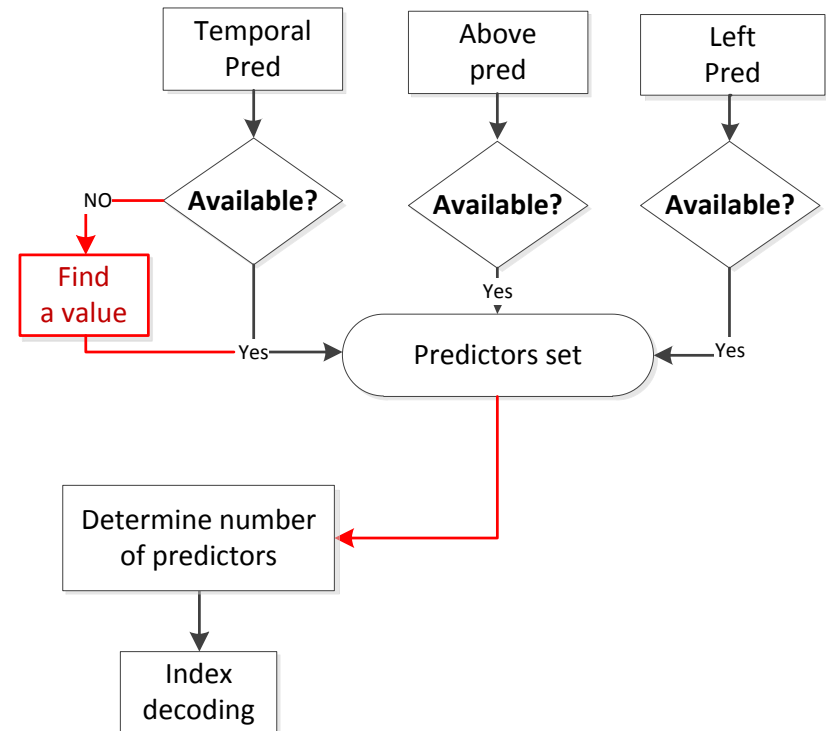 Temporal
Pred
Above
pred
Left
Pred
Available?
Available?
Available?
NO
Find
a value
Yes
Yes
Yes
Predictors set
Determine number
of predictors
Index
decoding